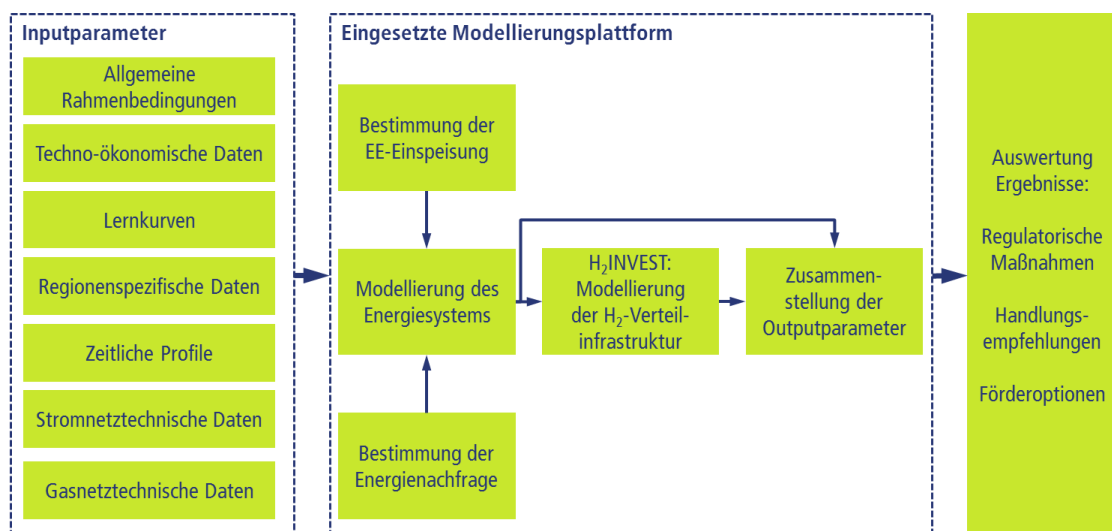 Inputparameter
Allgemeine
Rahmenbedingungen
Techno-ökonomische Daten
Lernkurven
Regionenspezifische Daten
Zeitliche Profile
Stromnetztechnische Daten
Gasnetztechnische Daten
Eingesetzte Modellierungsplattform
Bestimmung der
EE-Einspeisung
Modellierung des
Energiesystems
Bestimmung der
Energienachfrage
H₂INVEST:
Modellierung
der H₂-Verteil-
infrastruktur
Zusammen-
stellung der
Outputparameter
Auswertung
Ergebnisse:
Regulatorische
Maßnahmen
Handlungs-
empfehlungen
Förderoptionen